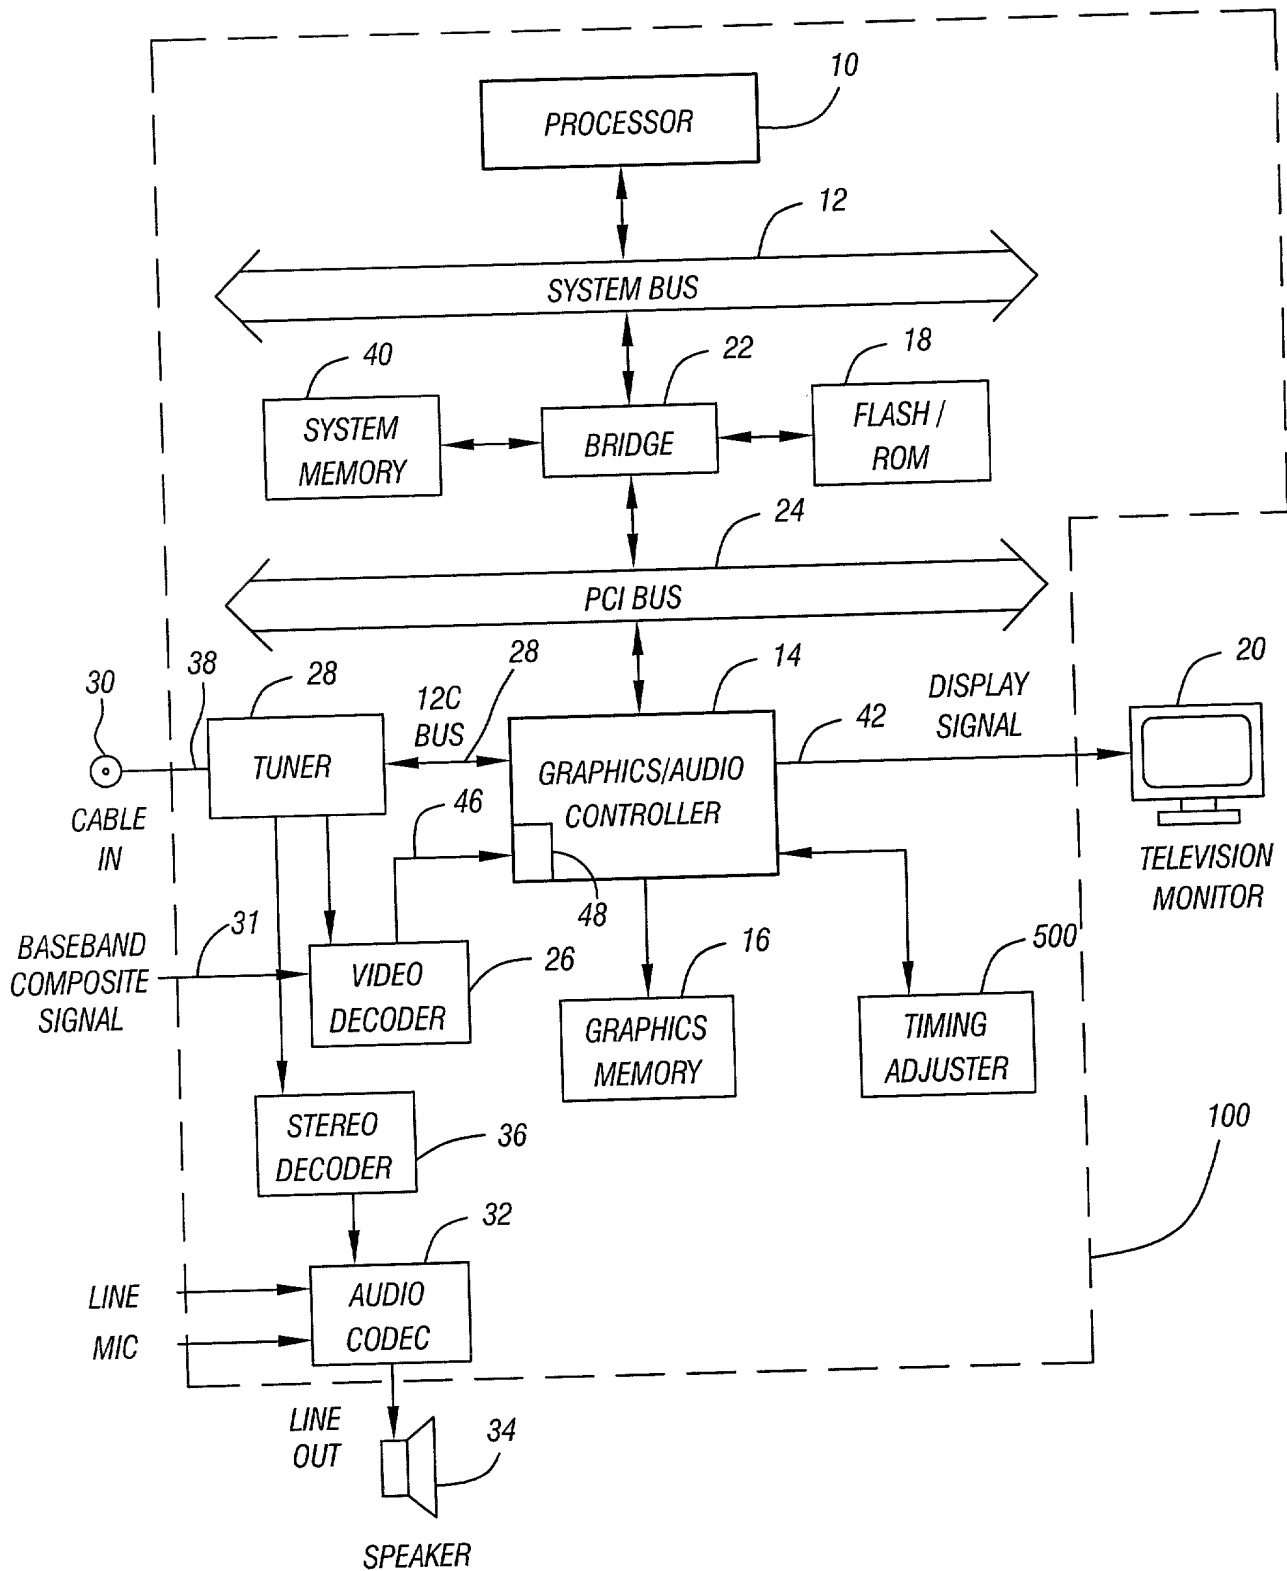 10
PROCESSOR
12
SYSTEM BUS
40
22
18
SYSTEM
MEMORY
BRIDGE
FLASH /
ROM
24
PCI BUS
30
38
28
12C
BUS
28
14
DISPLAY
SIGNAL
42
20
TUNER
GRAPHICS/AUDIO
CONTROLLER
CABLE
IN
46
48
TELEVISION
MONITOR
BASEBAND
COMPOSITE
SIGNAL
31
VIDEO
DECODER
26
16
GRAPHICS
MEMORY
500
TIMING
ADJUSTER
STEREO
DECODER
36
100
32
LINE
MIC
AUDIO
CODEC
LINE
OUT
34
SPEAKER